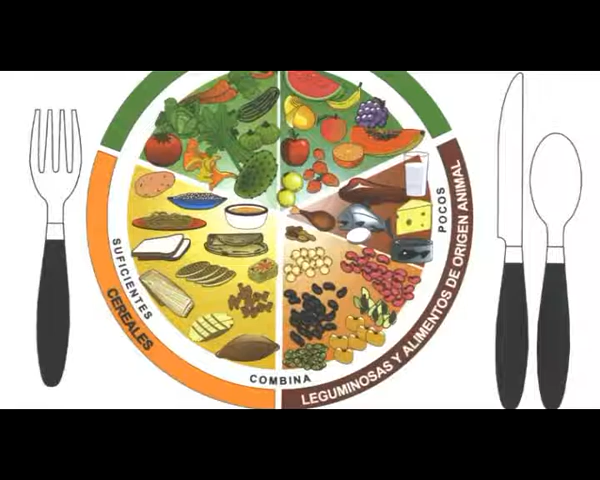 SUFICIENTES
CEREALES
COMBINA
LEGUMINOSAS Y ALIMENTOS DE ORIGEN ANIMAL
POCOS